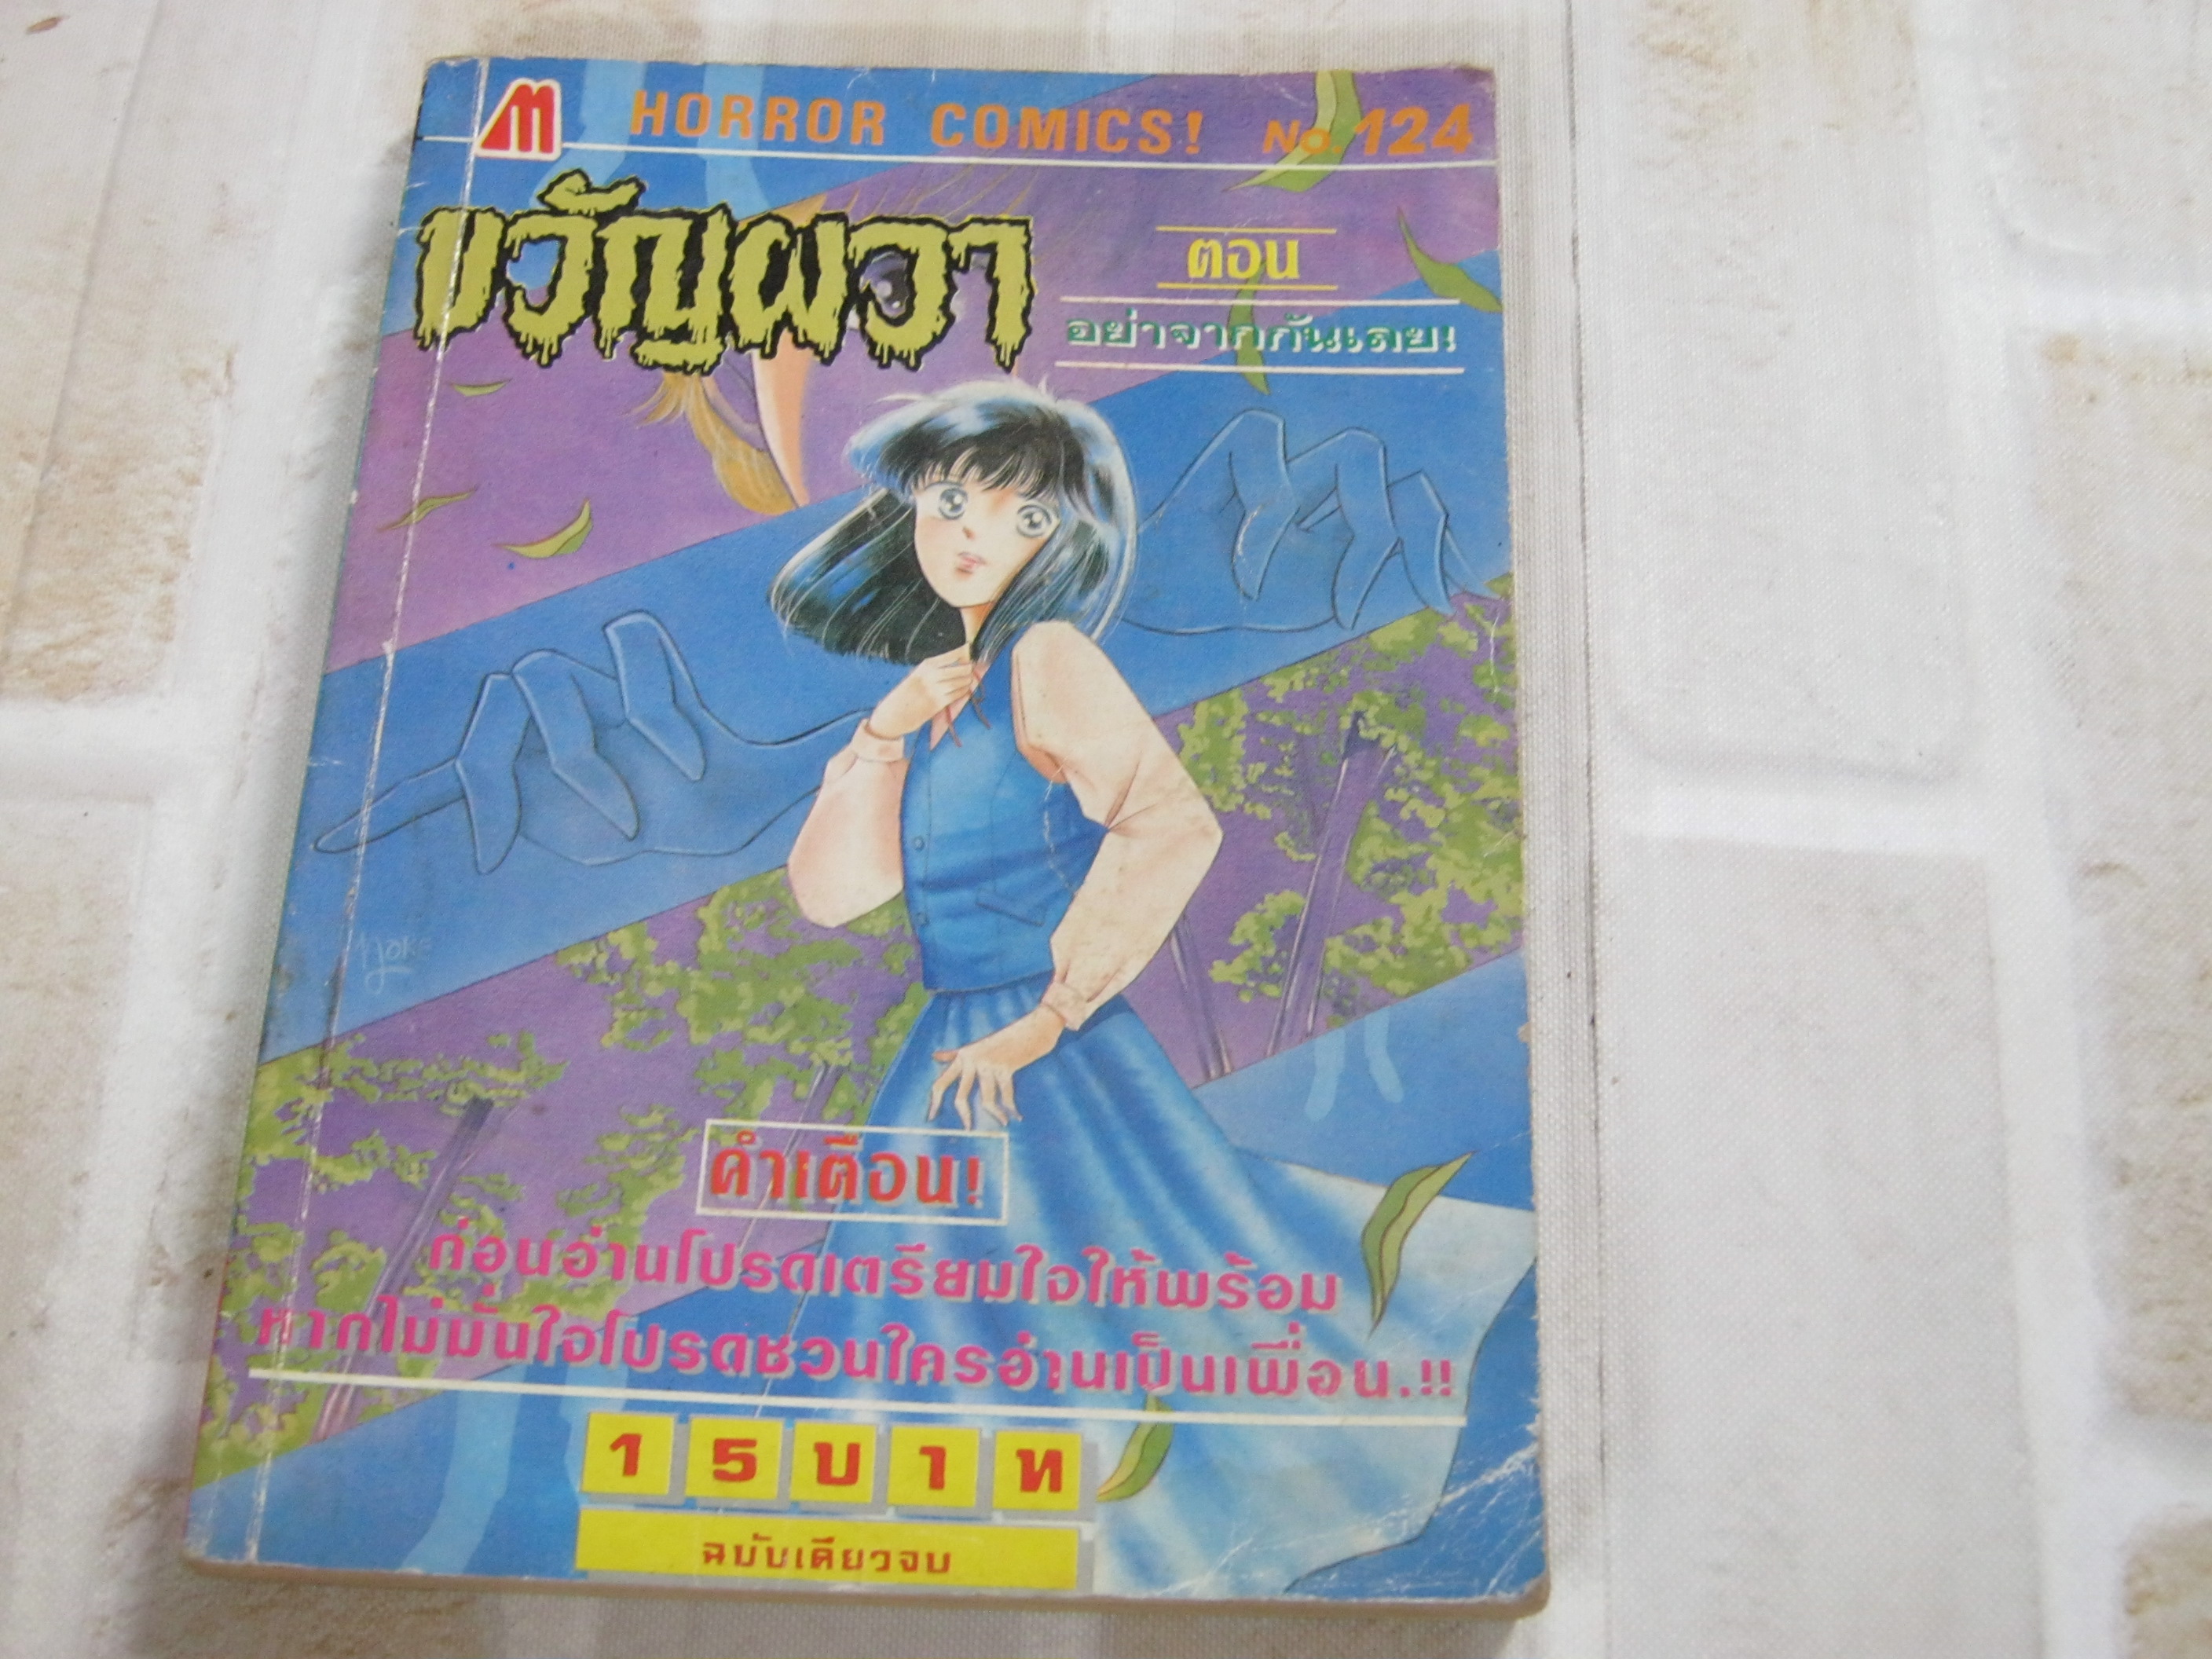 HORROR COMICS! No.124
ขวัญผวา
ตอน
อย่าจากกันเลย!
คำเตือน!
ก่อนอ่านโปรดเตรียมใจให้พร้อม
หากไม่มั่นใจโปรดชวนใครอ่านเป็นเพื่อน.!!
15บาท
ฉบับเดียวจบ